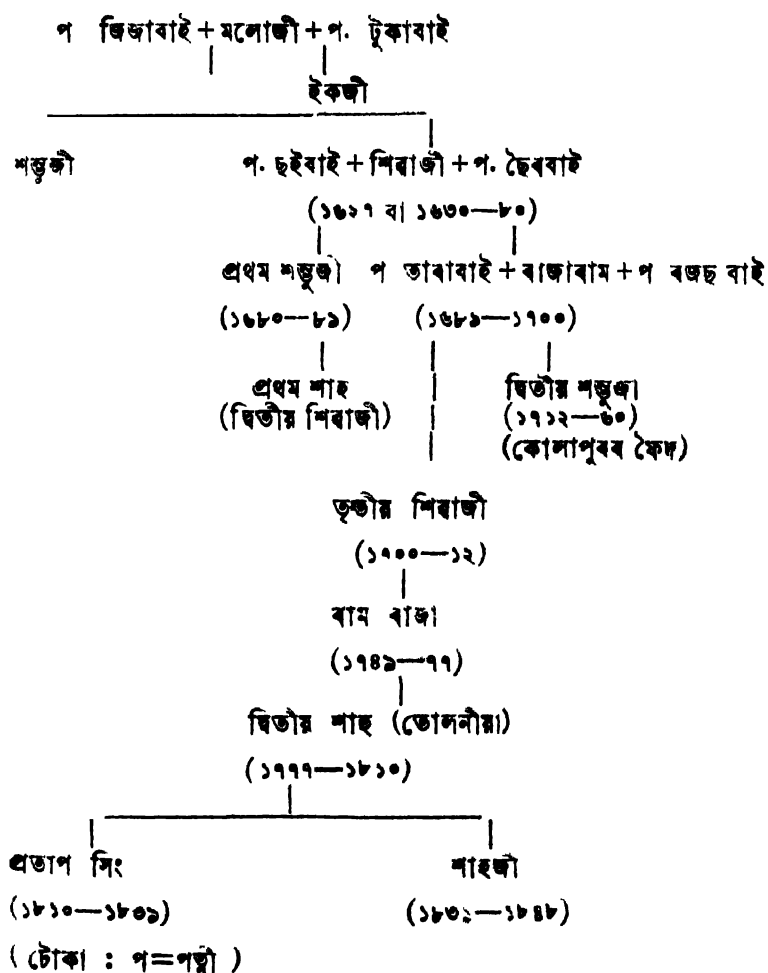 প জিজাবাই + মলোজী + প. টুকাবাই
ইকজী
শম্ভুজী প. ছইবাই + শিৱাজী + প. ছৈৰবাই
(১৬২৭ বা ১৬৩০—৮০)
প্ৰথম শম্ভুজী প তাৰাবাই + ৰাজাৰাম + প ৰজছ বাই
(১৬৮০—৮৯) (১৬৮৯—১৭০০)
প্ৰথম শাহ দ্বিতীয় শম্ভুজী
(দ্বিতীয় শিৱাজী) (১৭১২—৬০)
(কোলাপুৰৰ ফৈদ)
তৃতীয় শিৱাজী
(১৭০০—১২)
ৰাম ৰাজা
(১৭৪৯—৭৭)
দ্বিতীয় শাহু (তোলনীয়া)
(১৭৭৭—১৮১০)
প্ৰতাপ সিং শাহজী
(১৮১০—১৮৩৯) (১৮৩৯—১৮৪৮)
( টোকা : প=পত্নী )